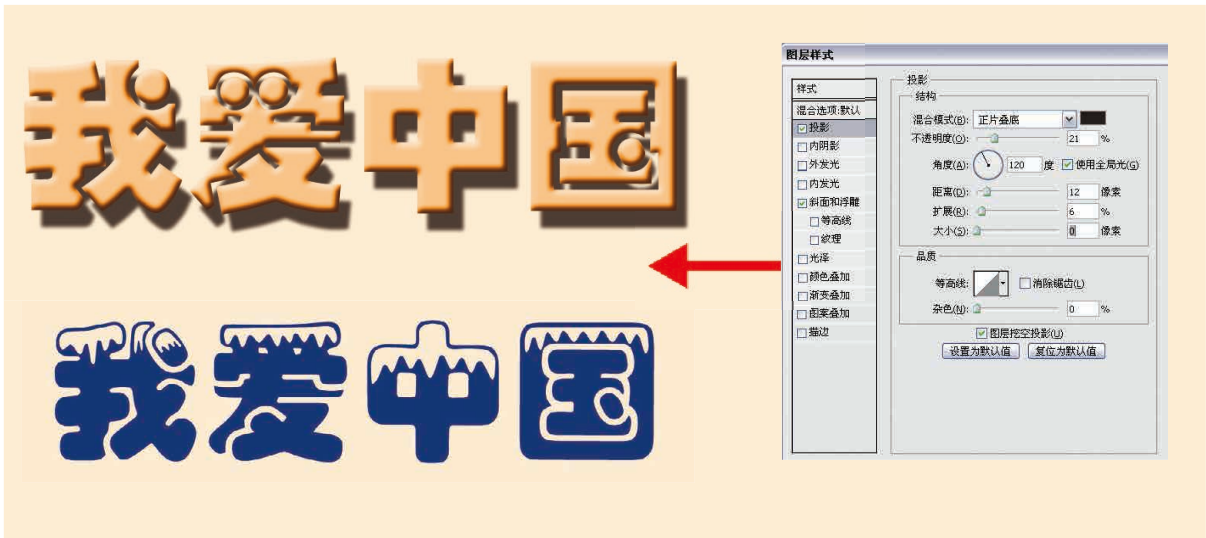 我爱中国
我爱中国
图层样式
样式
混合选项:默认
投影
内阴影
外发光
内发光
斜面和浮雕
等高线
纹理
光泽
颜色叠加
渐变叠加
图案叠加
描边
投影
结构
混合模式(B): 正片叠底
不透明度(O): 21 %
角度(A): 120 度 使用全局光(G)
距离(D): 12 像素
扩展(R): 6 %
大小(S): 0 像素
品质
等高线: 消除锯齿(L)
杂色(N): 0 %
图层挖空投影(U)
设置为默认值 复位为默认值